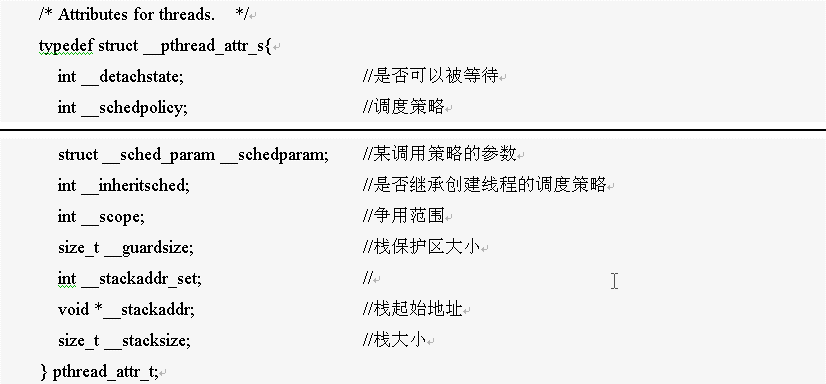 /* Attributes for threads.    */
typedef struct __pthread_attr_s{
int __detachstate; //是否可以被等待
int __schedpolicy; //调度策略
struct __sched_param __schedparam; //某调用策略的参数
int __inheritsched; //是否继承创建线程的调度策略
int __scope; //争用范围
size_t __guardsize; //栈保护区大小
int __stackaddr_set; //
void *__stackaddr; //栈起始地址
size_t __stacksize; //栈大小
} pthread_attr_t;